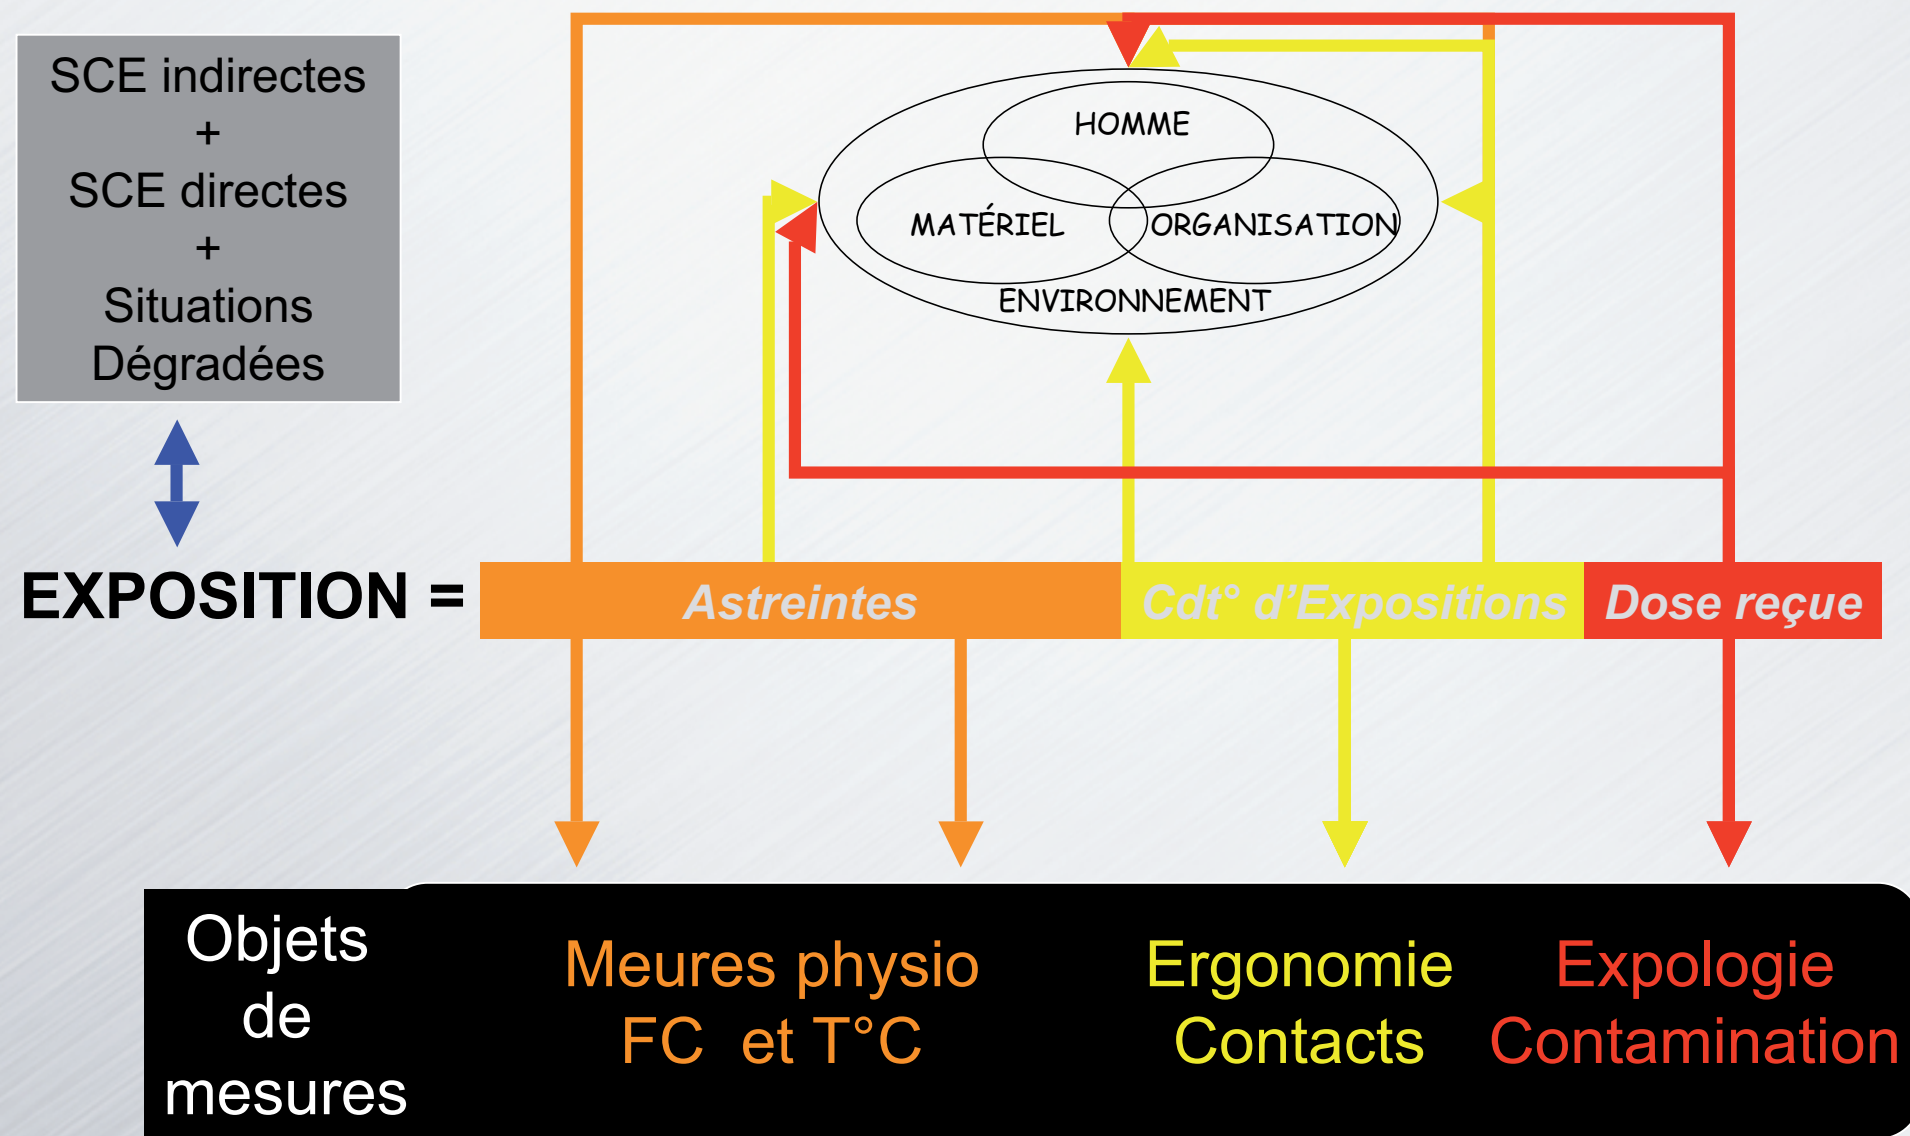 SCE indirectes
+
SCE directes
+
Situations
Dégradées
HOMME
MATÉRIEL
ORGANISATION
ENVIRONNEMENT
EXPOSITION =
Astreintes
Cdt° d’Expositions
Dose reçue
Objets
de
mesures
Meures physio
FC et T°C
Ergonomie
Contacts
Expologie
Contamination